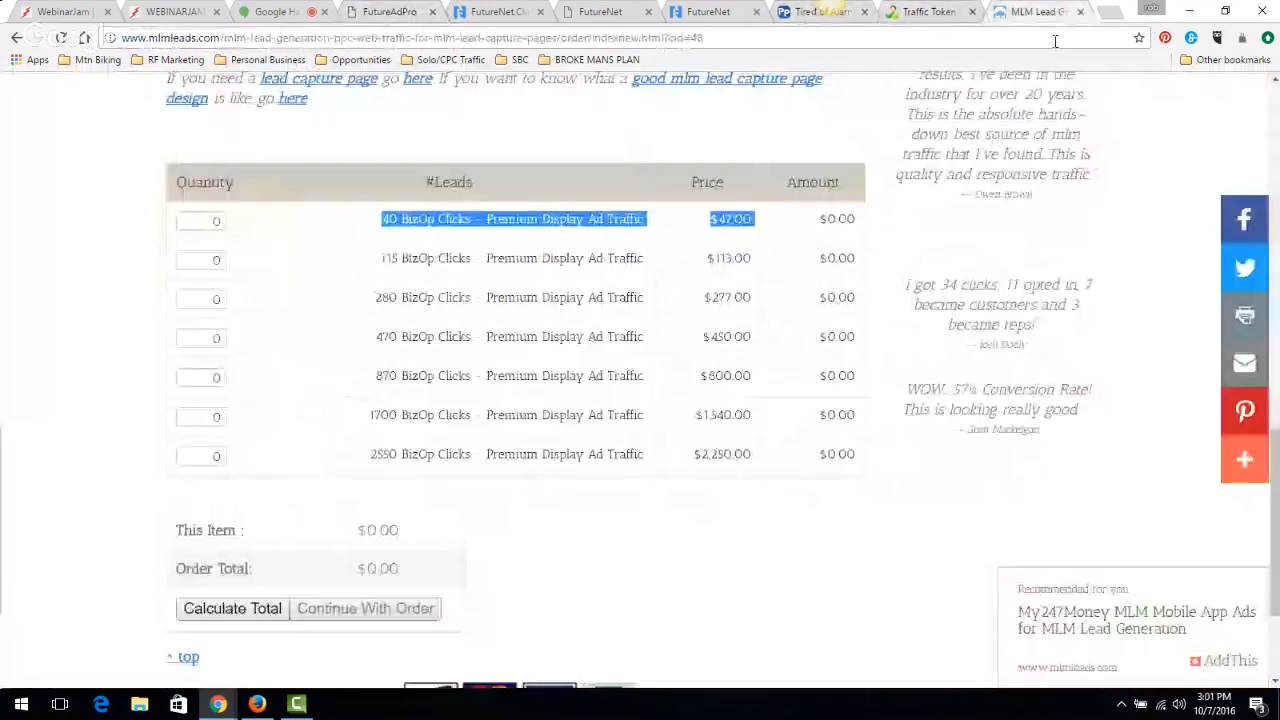 WebinarJam
WEBINARJAM
Google Ha
FutureAdPro
FutureNet.Cl
FutureNet
FutureNet
Tired of Alarm
Traffic Token
MLM Lead Ge
rob
www.mlmleads.com/mlm-lead-generation-ppc-web-traffic-for-mlm-lead-capture-pages/order/indexnew.html?aid=48
Apps
Mtn Biking
RF Marketing
Personal Business
Opportunities
Solo/CPC Traffic
SBC
BROKE MANS PLAN
Other bookmarks
If you need a lead capture page go here If you want to know what a good mlm lead capture page
design is like go here
results. I've been in the
industry for over 20 years.
This is the absolute hands-
down best source of mlm
traffic that I've found...This is
quality and responsive traffic."
-- Owen Brown
Quantity #Leads Price Amount
0 40 BizOp Clicks - Premium Display Ad Traffic $47.00 $0.00
0 115 BizOp Clicks - Premium Display Ad Traffic $113.00 $0.00
0 280 BizOp Clicks - Premium Display Ad Traffic $277.00 $0.00
0 470 BizOp Clicks - Premium Display Ad Traffic $450.00 $0.00
0 870 BizOp Clicks - Premium Display Ad Traffic $800.00 $0.00
0 1700 BizOp Clicks - Premium Display Ad Traffic $1,540.00 $0.00
0 2550 BizOp Clicks - Premium Display Ad Traffic $2,250.00 $0.00
I got 34 clicks, 11 opted in, 7
became customers and 3
became reps!
WOW.. 57% Conversion Rate!
This is looking really good
This Item : $0.00
Order Total: $0.00
Calculate Total
Continue With Order
^ top
Recommended for you
My247Money MLM Mobile App Ads
for MLM Lead Generation
www.mlmleads.com
AddThis
3:01 PM
10/7/2016
3